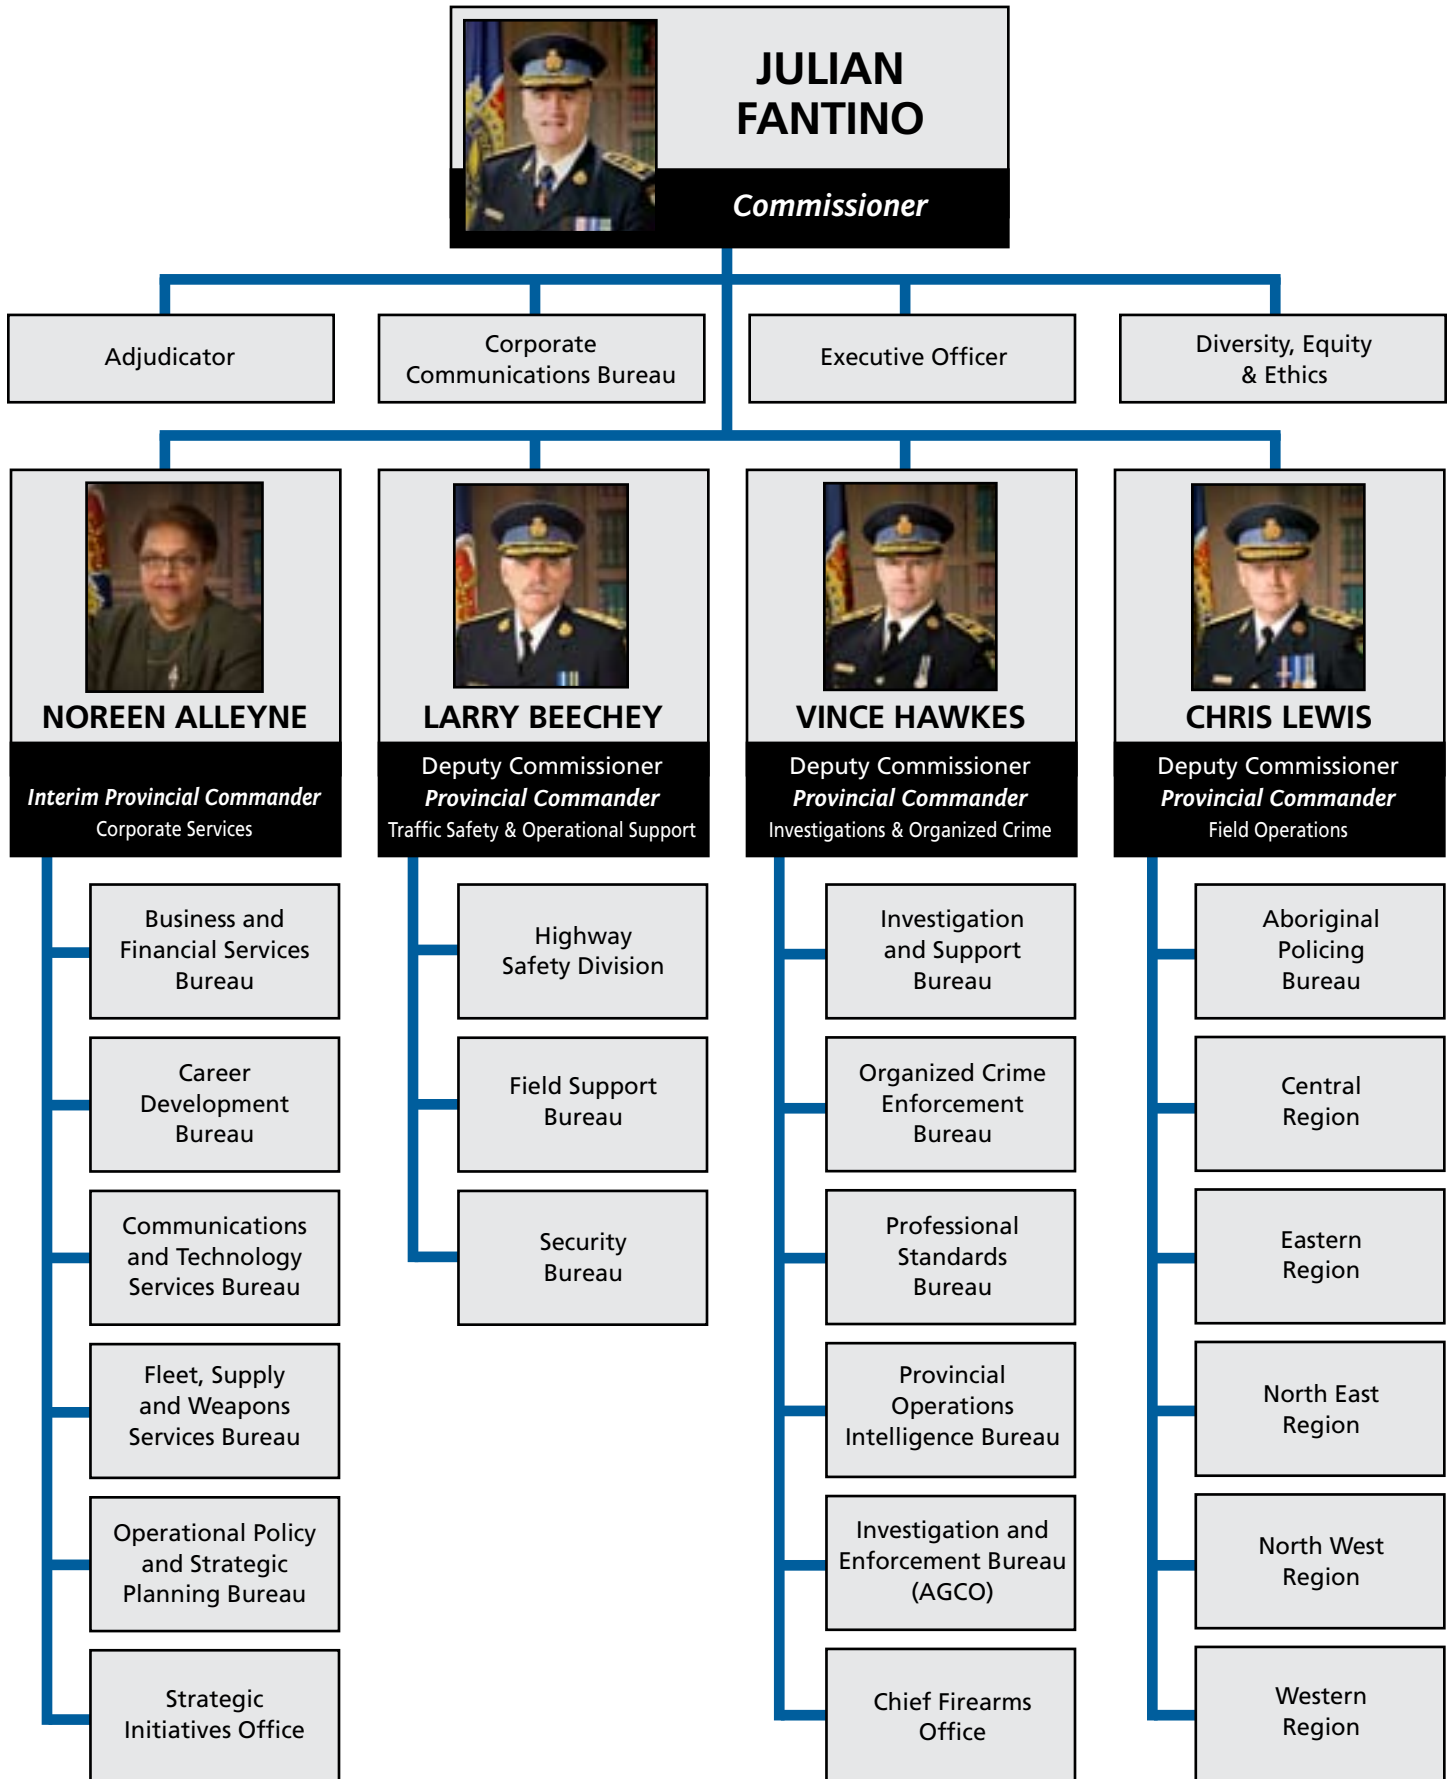 JULIAN
FANTINO
Commissioner
Adjudicator
Corporate
Communications Bureau
Executive Officer
Diversity, Equity
& Ethics
NOREEN ALLEYNE
Interim Provincial Commander
Corporate Services
LARRY BEECHEY
Deputy Commissioner
Provincial Commander
Traffic Safety & Operational Support
VINCE HAWKES
Deputy Commissioner
Provincial Commander
Investigations & Organized Crime
CHRIS LEWIS
Deputy Commissioner
Provincial Commander
Field Operations
Business and
Financial Services
Bureau
Career
Development
Bureau
Communications
and Technology
Services Bureau
Fleet, Supply
and Weapons
Services Bureau
Operational Policy
and Strategic
Planning Bureau
Strategic
Initiatives Office
Highway
Safety Division
Field Support
Bureau
Security
Bureau
Investigation
and Support
Bureau
Organized Crime
Enforcement
Bureau
Professional
Standards
Bureau
Provincial
Operations
Intelligence Bureau
Investigation and
Enforcement Bureau
(AGCO)
Chief Firearms
Office
Aboriginal
Policing
Bureau
Central
Region
Eastern
Region
North East
Region
North West
Region
Western
Region